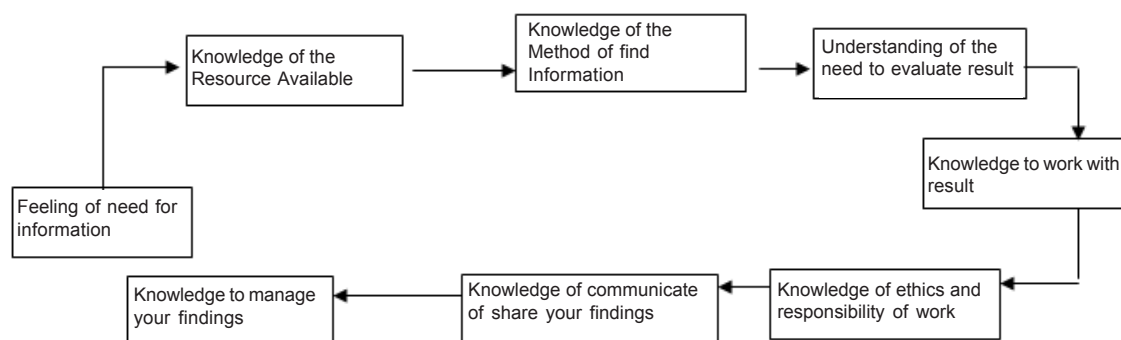 Feeling of need for
information
Knowledge of the
Resource Available
Knowledge of the
Method of find
Information
Understanding of the
need to evaluate result
Knowledge to work with
result
Knowledge of ethics and
responsibility of work
Knowledge of communicate
of share your findings
Knowledge to manage
your findings